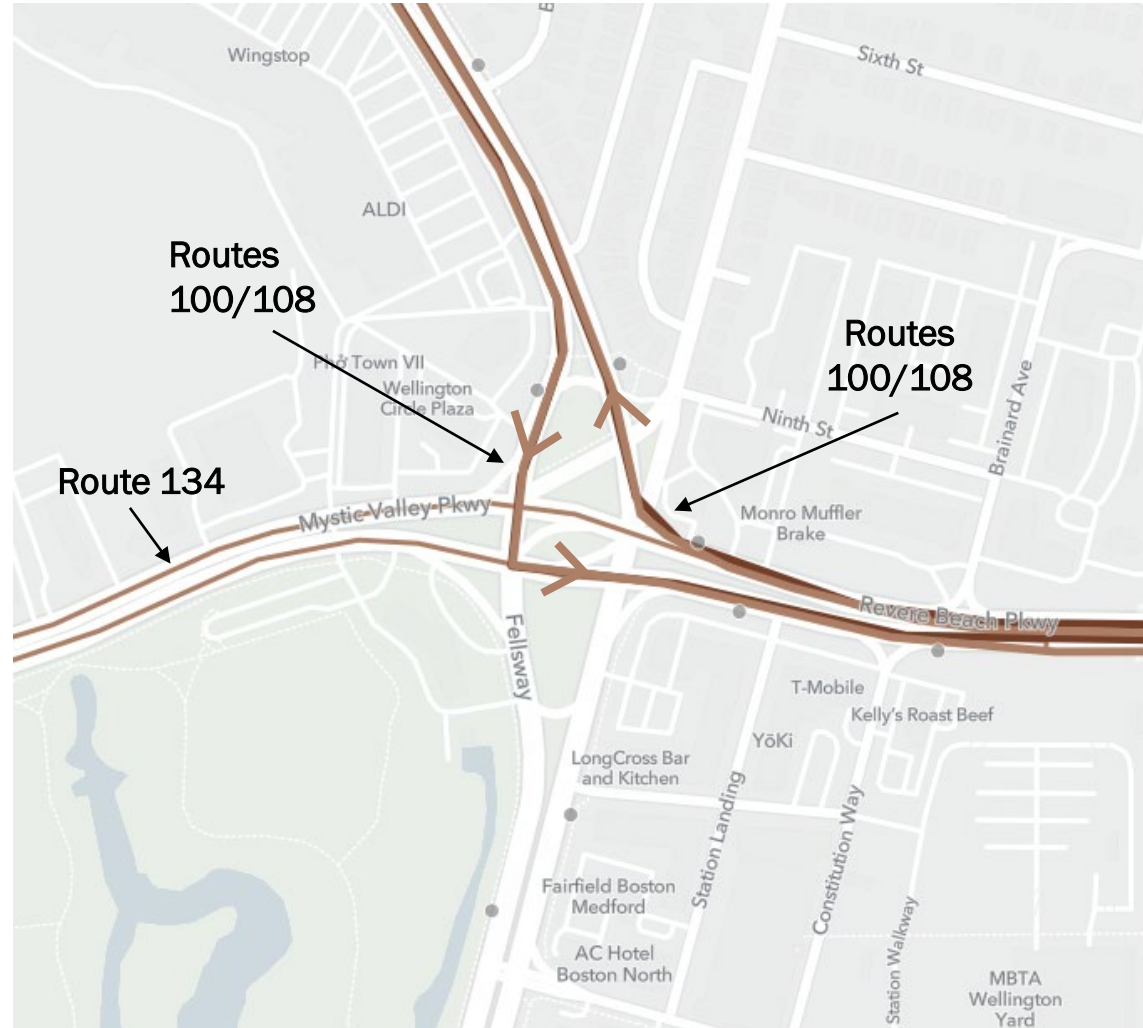 B
Sixth St
Wingstop
ALDI
Routes
100/108
Routes
100/108
Phở Town VII
Wellington
Circle Plaza
Ninth St
Brainard Ave
Route 134
Mystic Valley Pkwy
Monro Muffler
Brake
Revere Beach Pkwy
Fellsway
T-Mobile
Kelly's Roast Beef
YōKi
LongCross Bar
and Kitchen
Station Landing
Constitution Way
Fairfield Boston
Medford
Station Walkway
AC Hotel
Boston North
MBTA
Wellington
Yard